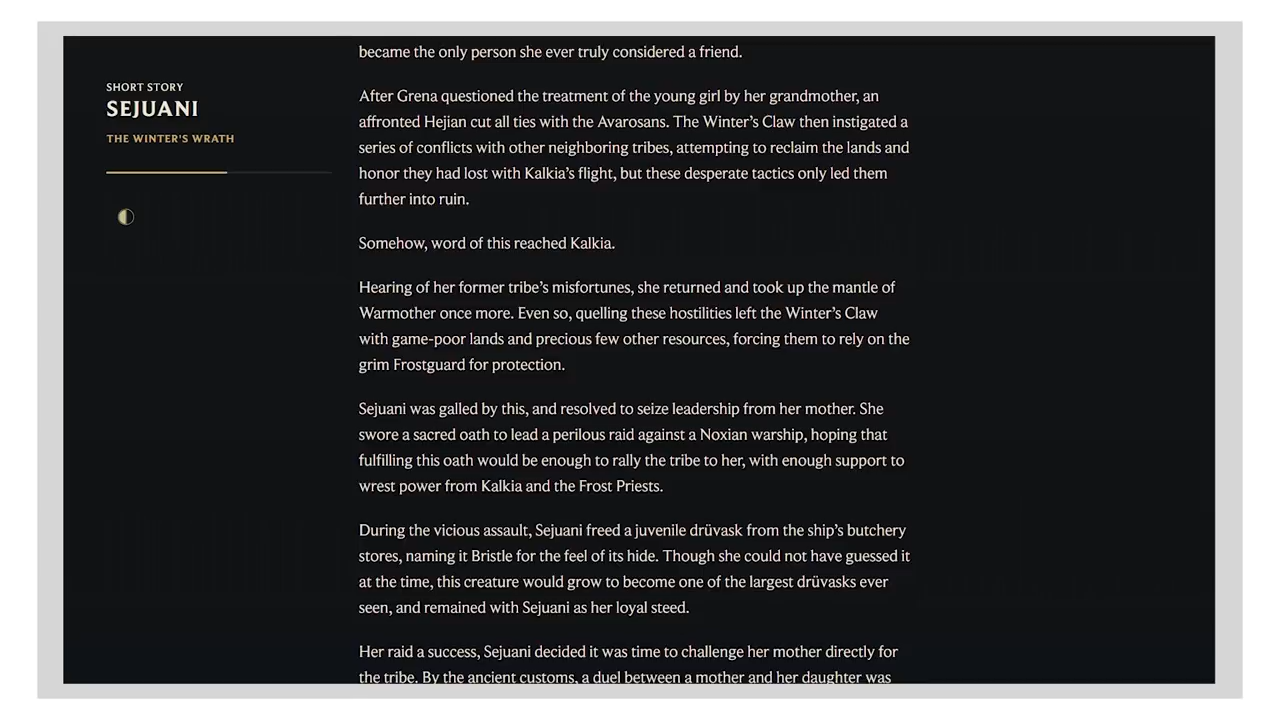 SHORT STORY
SEJUANI
THE WINTER'S WRATH
became the only person she ever truly considered a friend.
After Grena questioned the treatment of the young girl by her grandmother, an
affronted Hejian cut all ties with the Avarosans. The Winter’s Claw then instigated a
series of conflicts with other neighboring tribes, attempting to reclaim the lands and
honor they had lost with Kalkia’s flight, but these desperate tactics only led them
further into ruin.
Somehow, word of this reached Kalkia.
Hearing of her former tribe’s misfortunes, she returned and took up the mantle of
Warmother once more. Even so, quelling these hostilities left the Winter’s Claw
with game-poor lands and precious few other resources, forcing them to rely on the
grim Frostguard for protection.
Sejuani was galled by this, and resolved to seize leadership from her mother. She
swore a sacred oath to lead a perilous raid against a Noxian warship, hoping that
fulfilling this oath would be enough to rally the tribe to her, with enough support to
wrest power from Kalkia and the Frost Priests.
During the vicious assault, Sejuani freed a juvenile drüvask from the ship’s butchery
stores, naming it Bristle for the feel of its hide. Though she could not have guessed it
at the time, this creature would grow to become one of the largest drüvasks ever
seen, and remained with Sejuani as her loyal steed.
Her raid a success, Sejuani decided it was time to challenge her mother directly for
the tribe. By the ancient customs, a duel between a mother and her daughter was